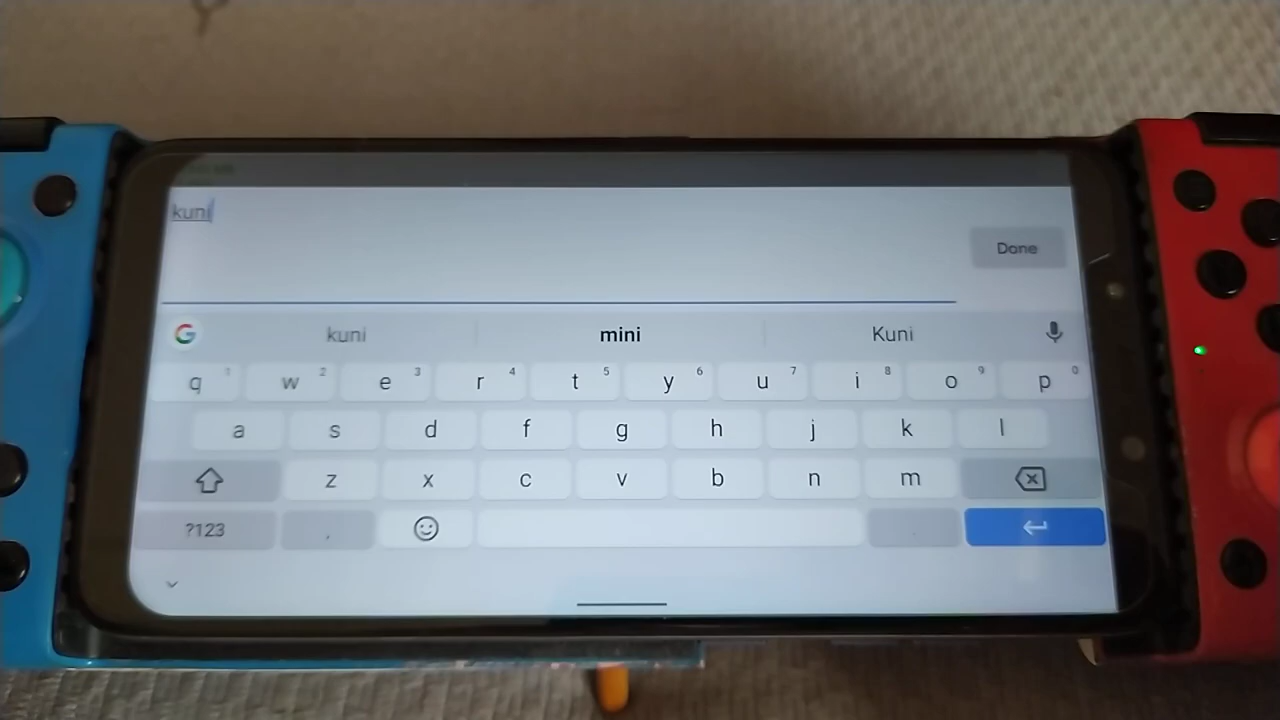 kuni
Done
kuni mini Kuni
q 1 w 2 e 3 r 4 t 5 y 6 u 7 i 8 o 9 p 0
a s d f g h j k l
z x c v b n m
?123 , .